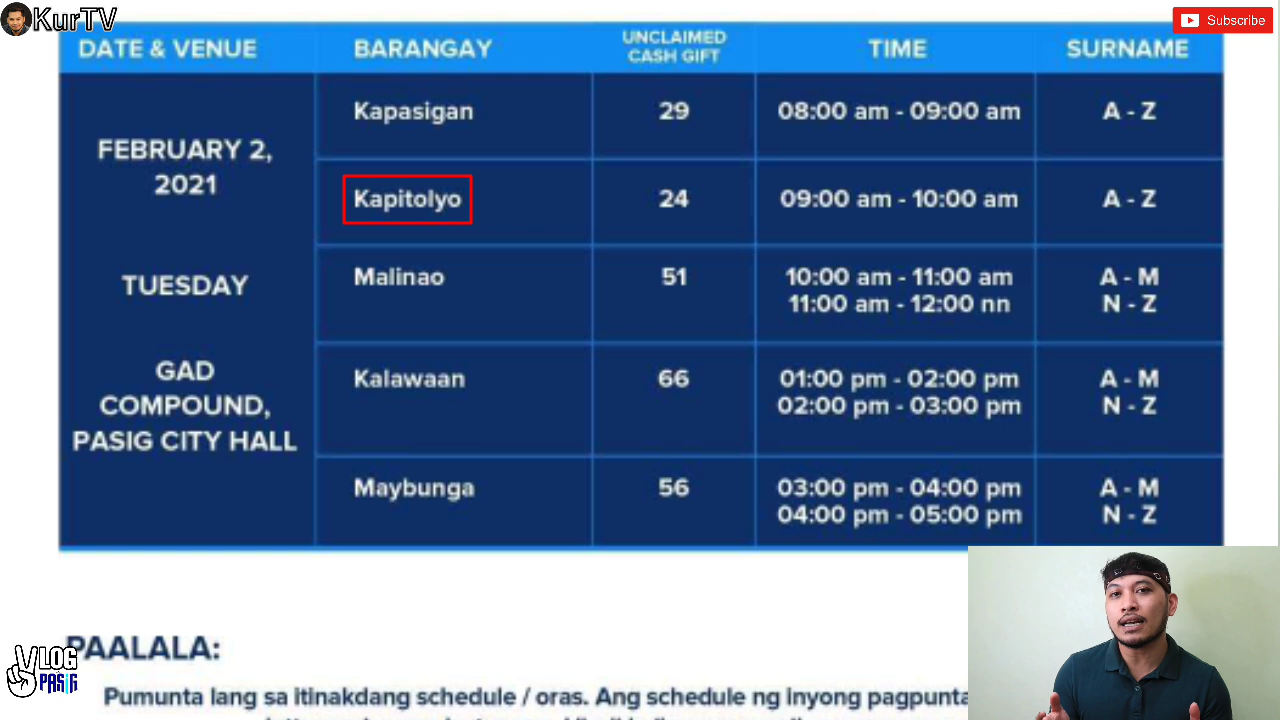 KurTV
Subscribe
DATE & VENUE
BARANGAY
UNCLAIMED
CASH GIFT
TIME
SURNAME
FEBRUARY 2,
2021
TUESDAY
GAD
COMPOUND,
PASIG CITY HALL
Kapasigan
29
08:00 am - 09:00 am
A - Z
Kapitolyo
24
09:00 am - 10:00 am
A - Z
Malinao
51
10:00 am - 11:00 am
A - M
11:00 am - 12:00 nn
N - Z
Kalawaan
66
01:00 pm - 02:00 pm
A - M
02:00 pm - 03:00 pm
N - Z
Maybunga
56
03:00 pm - 04:00 pm
A - M
04:00 pm - 05:00 pm
N - Z
PAALALA:
VLOG
PASIG
Pumunta lang sa itinakdang schedule / oras. Ang schedule ng inyong pagpunta